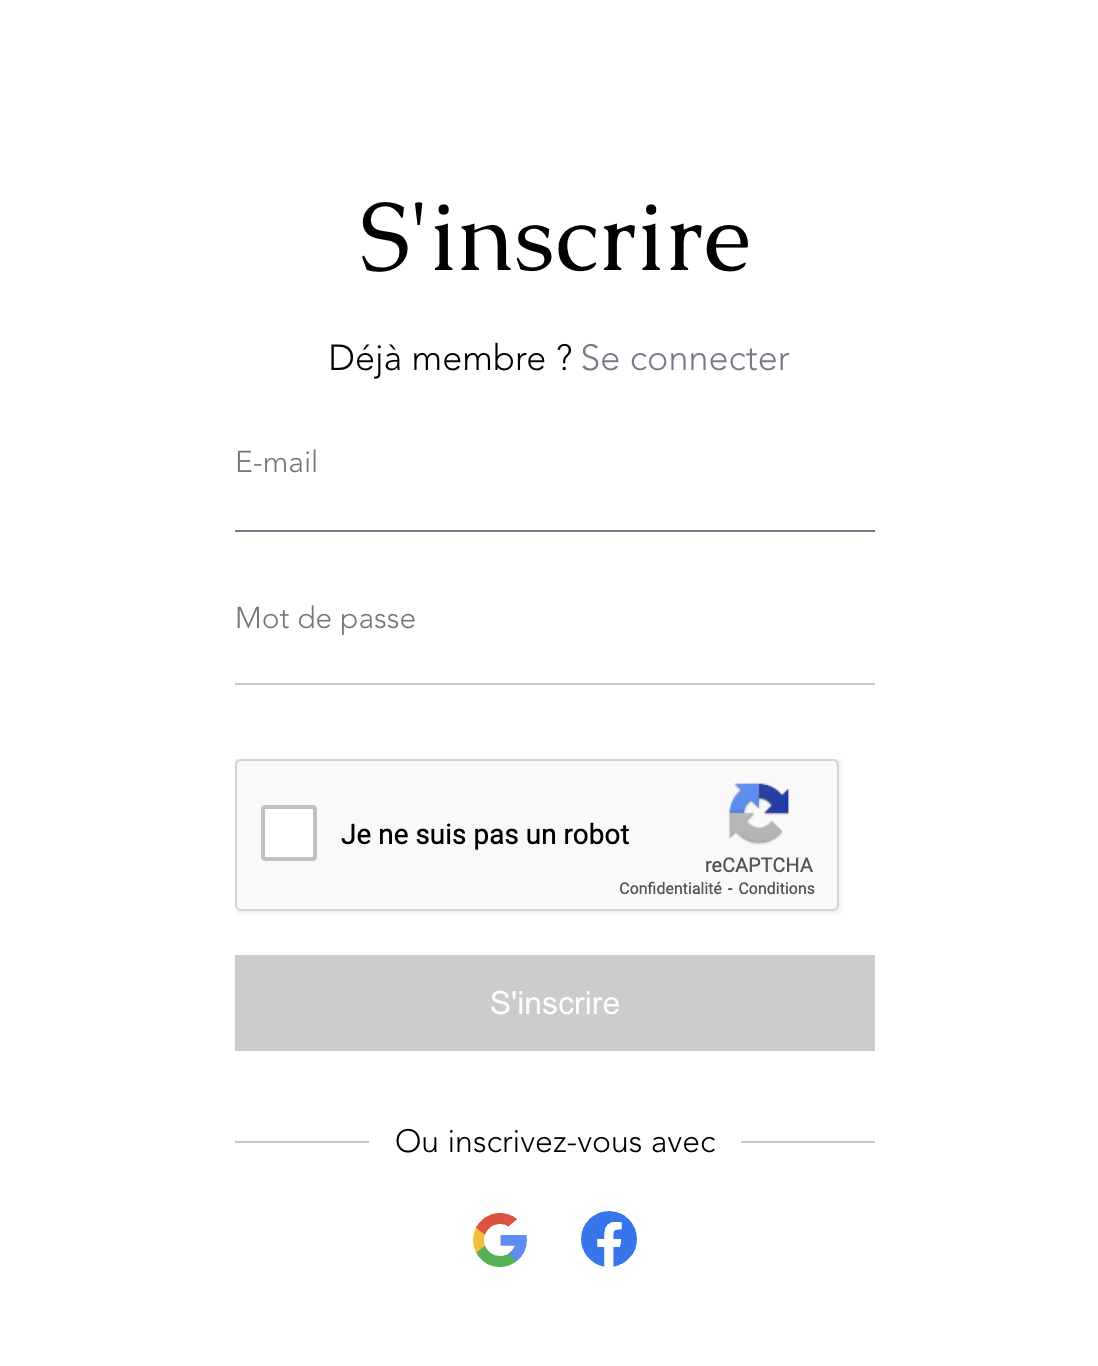 S'inscrire
Déjà membre ? Se connecter
E-mail
Mot de passe
Je ne suis pas un robot
reCAPTCHA
Confidentialité - Conditions
S'inscrire
Ou inscrivez-vous avec